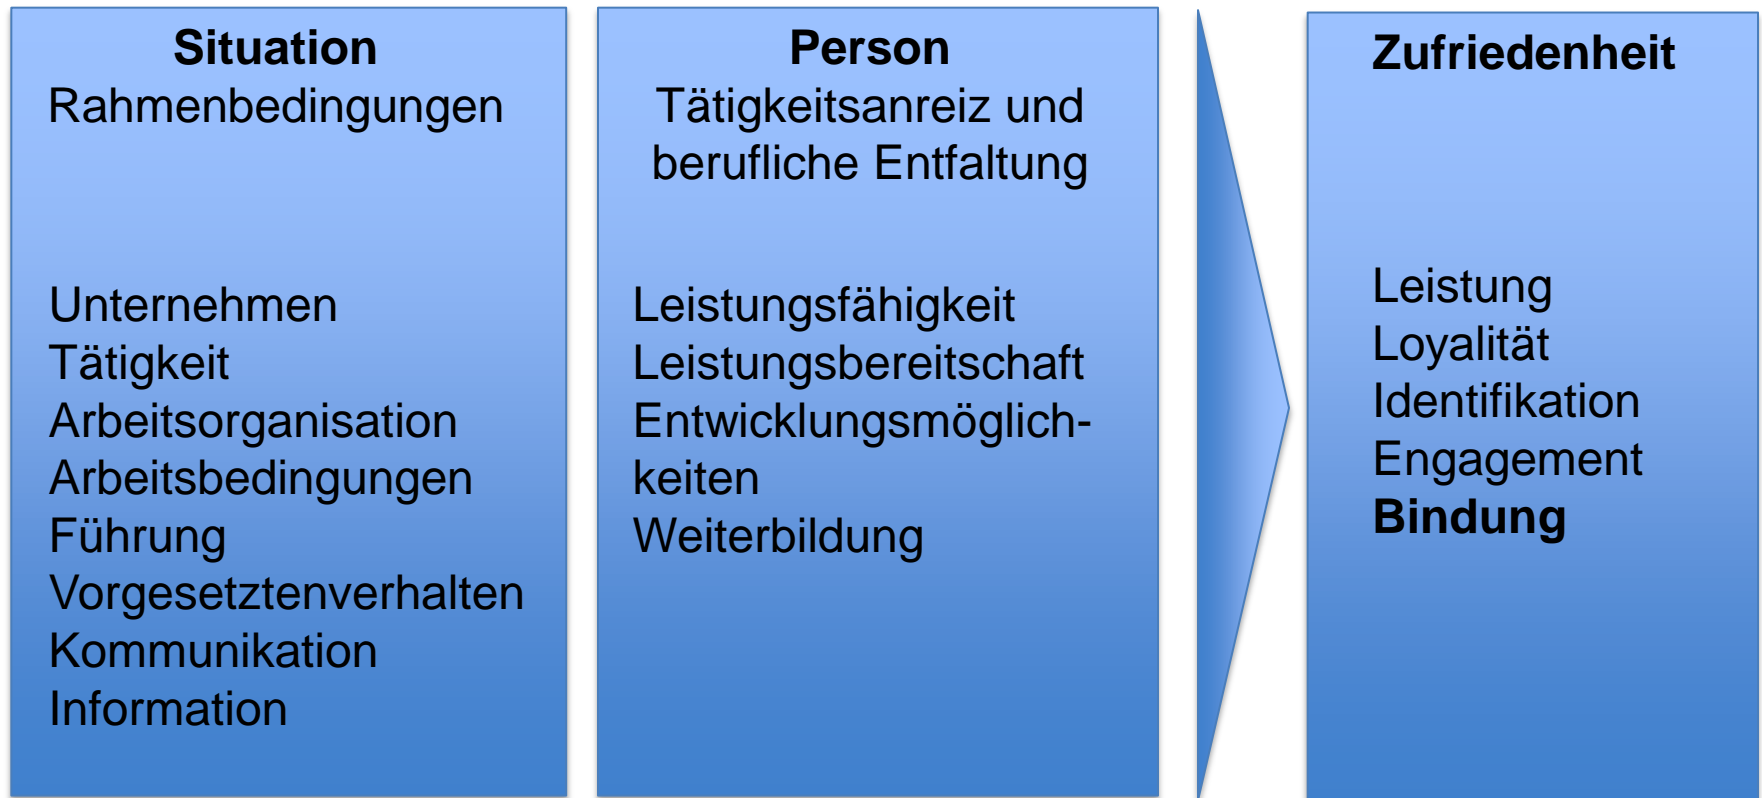 Situation
Rahmenbedingungen
Unternehmen
Tätigkeit
Arbeitsorganisation
Arbeitsbedingungen
Führung
Vorgesetztenverhalten
Kommunikation
Information
Person
Tätigkeitsanreiz und
berufliche Entfaltung
Leistungsfähigkeit
Leistungsbereitschaft
Entwicklungsmöglich-
keiten
Weiterbildung
Zufriedenheit
Leistung
Loyalität
Identifikation
Engagement
Bindung